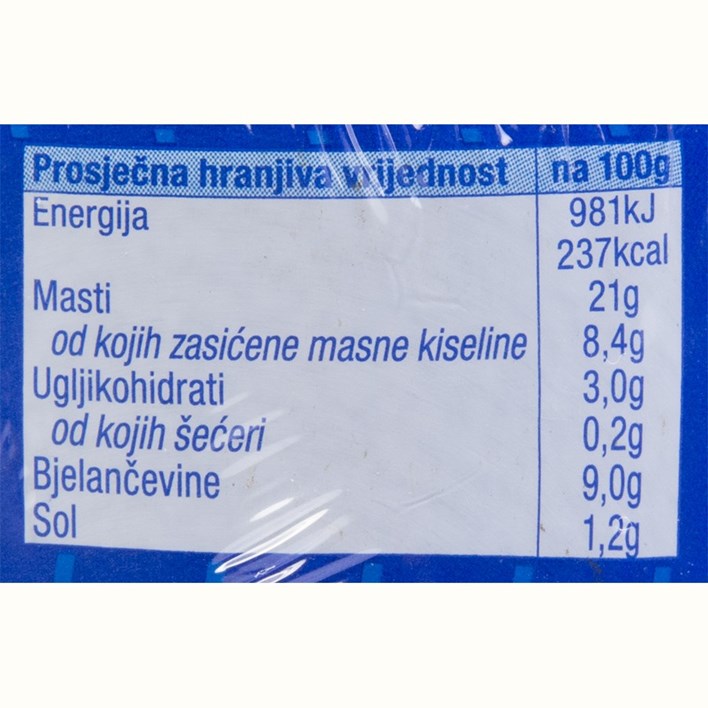 Prosječna hranjiva vrijednost na 100g
Energija 981kJ
237kcal
Masti 21g
od kojih zasićene masne kiseline 8,4g
Ugljikohidrati 3,0g
od kojih šećeri 0,2g
Bjelančevine 9,0g
Sol 1,2g